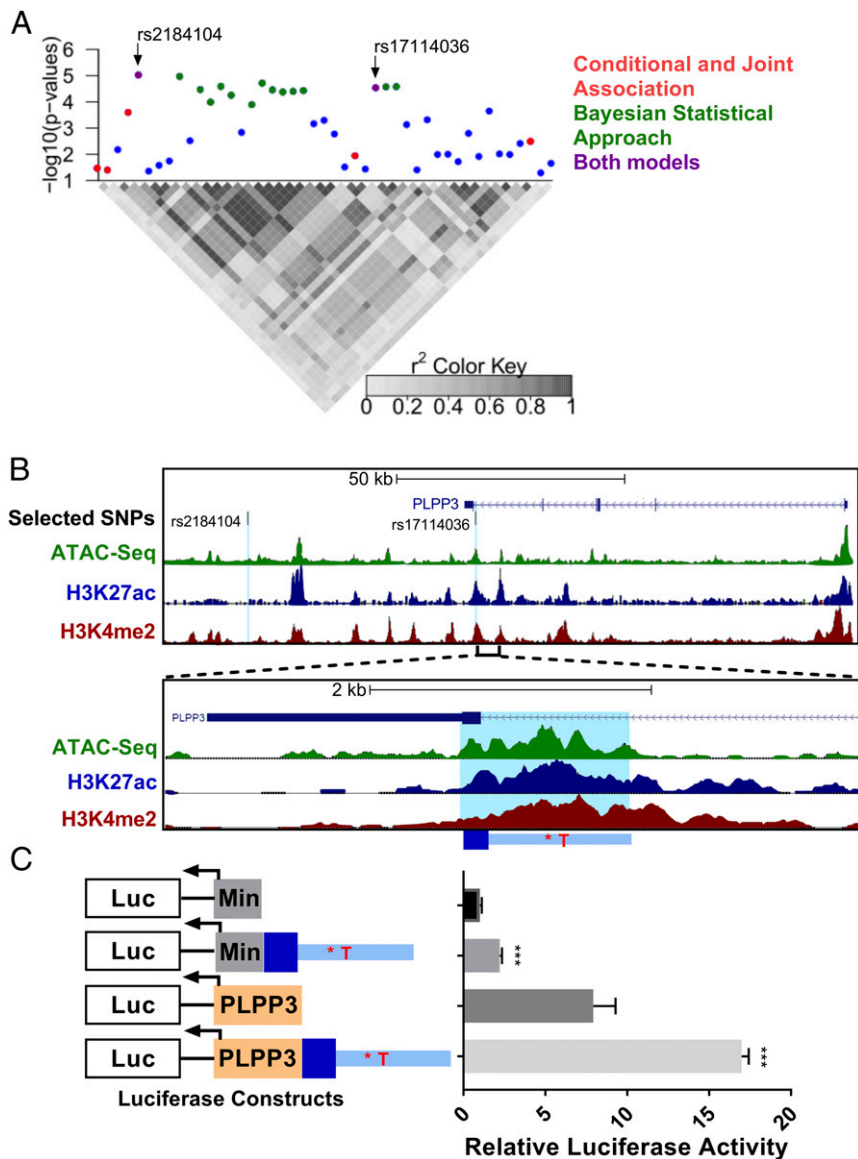 A
rs2184104
rs17114036
6
5
4
3
2
1
-log10(p-values)
Conditional and Joint
Association
Bayesian Statistical
Approach
Both models
r² Color Key
0 0.2 0.4 0.6 0.8 1
B
50 kb
PLPP3
Selected SNPs
rs2184104
rs17114036
ATAC-Seq
H3K27ac
H3K4me2
2 kb
PLPP3
ATAC-Seq
H3K27ac
H3K4me2
* T
C
Luc Min
Luc Min * T
***
Luc PLPP3
Luc PLPP3 * T
***
Luciferase Constructs
0 5 10 15 20
Relative Luciferase Activity